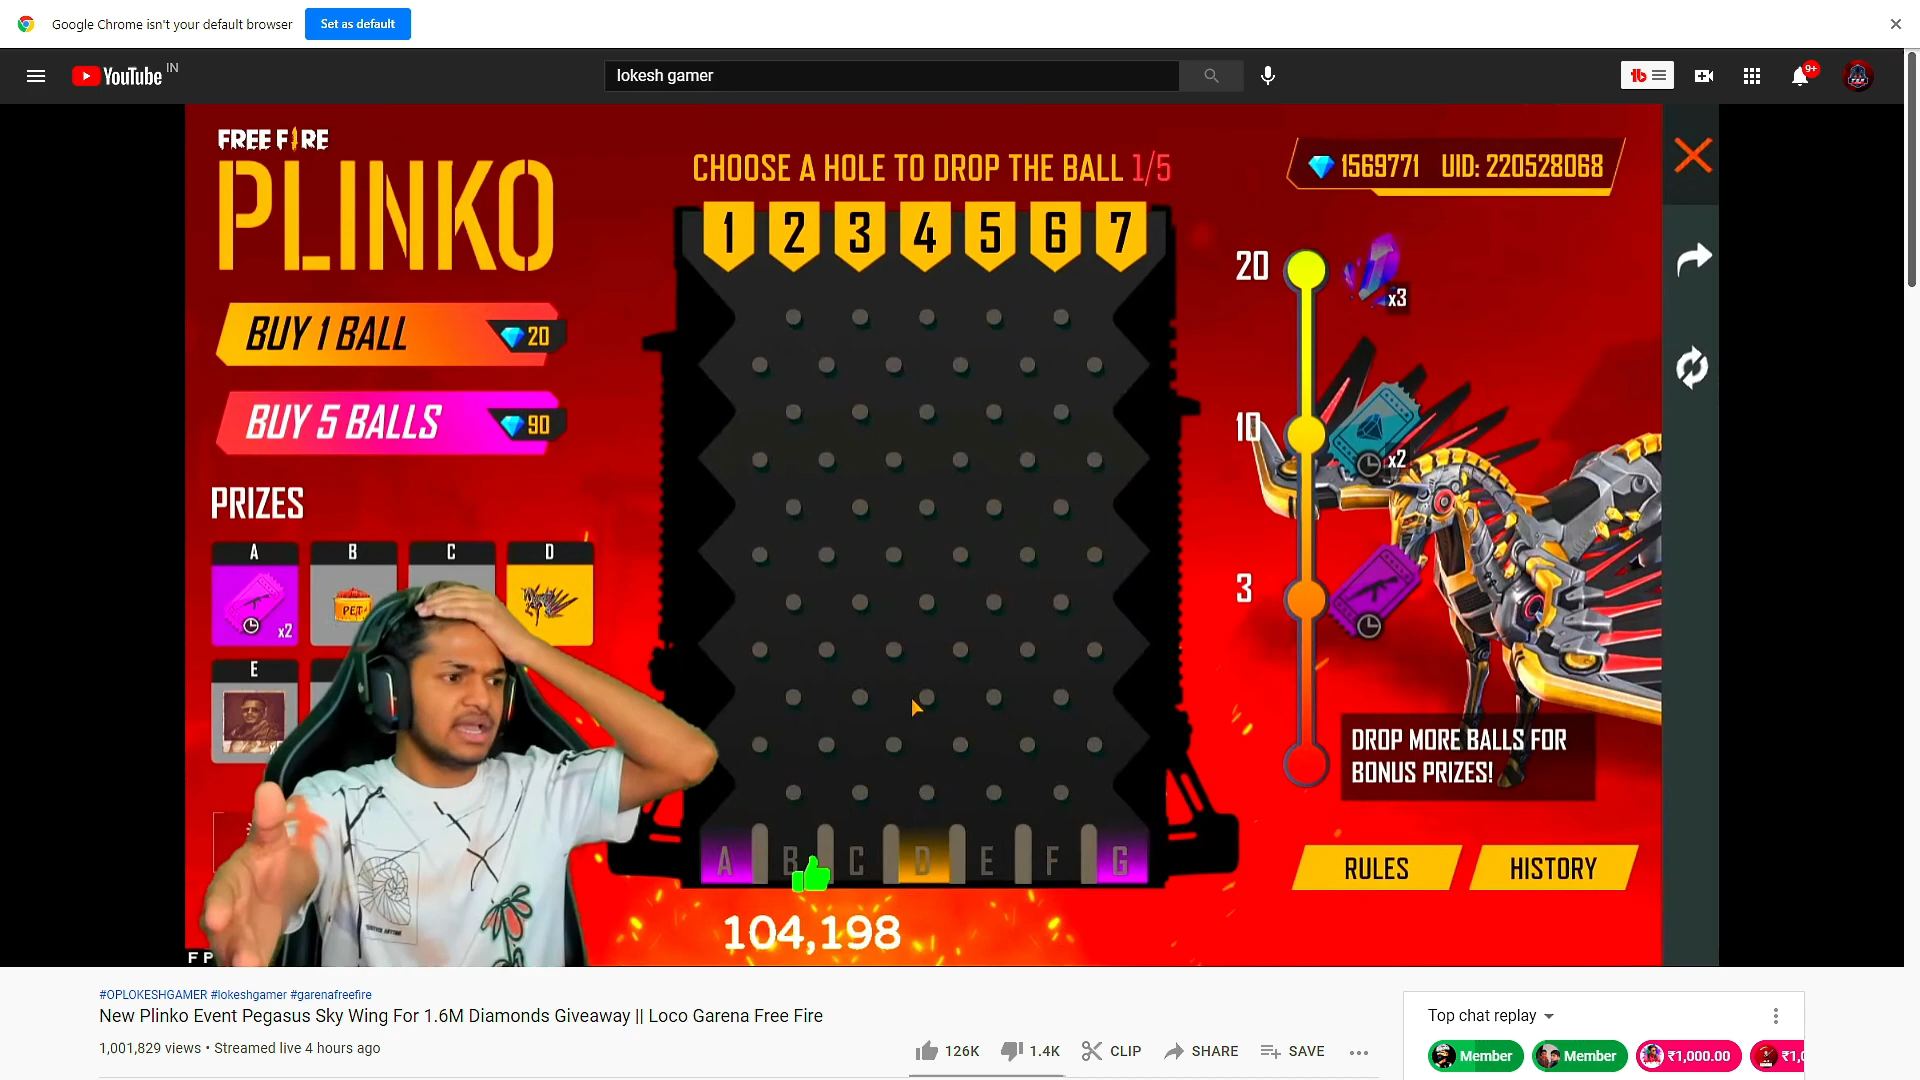 Google Chrome isn't your default browser
Set as default
YouTube IN
lokesh gamer
9+
FREE FIRE
PLINKO
CHOOSE A HOLE TO DROP THE BALL 1/5
1569771 UID: 220528068
1 2 3 4 5 6 7
20
x3
BUY 1 BALL 20
BUY 5 BALLS 90
10
x2
PRIZES
3
A B C D
x2
PET
E
DROP MORE BALLS FOR
BONUS PRIZES!
A B C D E F G
RULES
HISTORY
104,198
FP
#OPLOKESHGAMER #lokeshgamer #garenafreefire
New Plinko Event Pegasus Sky Wing For 1.6M Diamonds Giveaway || Loco Garena Free Fire
1,001,829 views • Streamed live 4 hours ago
126K
1.4K
CLIP
SHARE
SAVE
Top chat replay
Member
Member
₹1,000.00